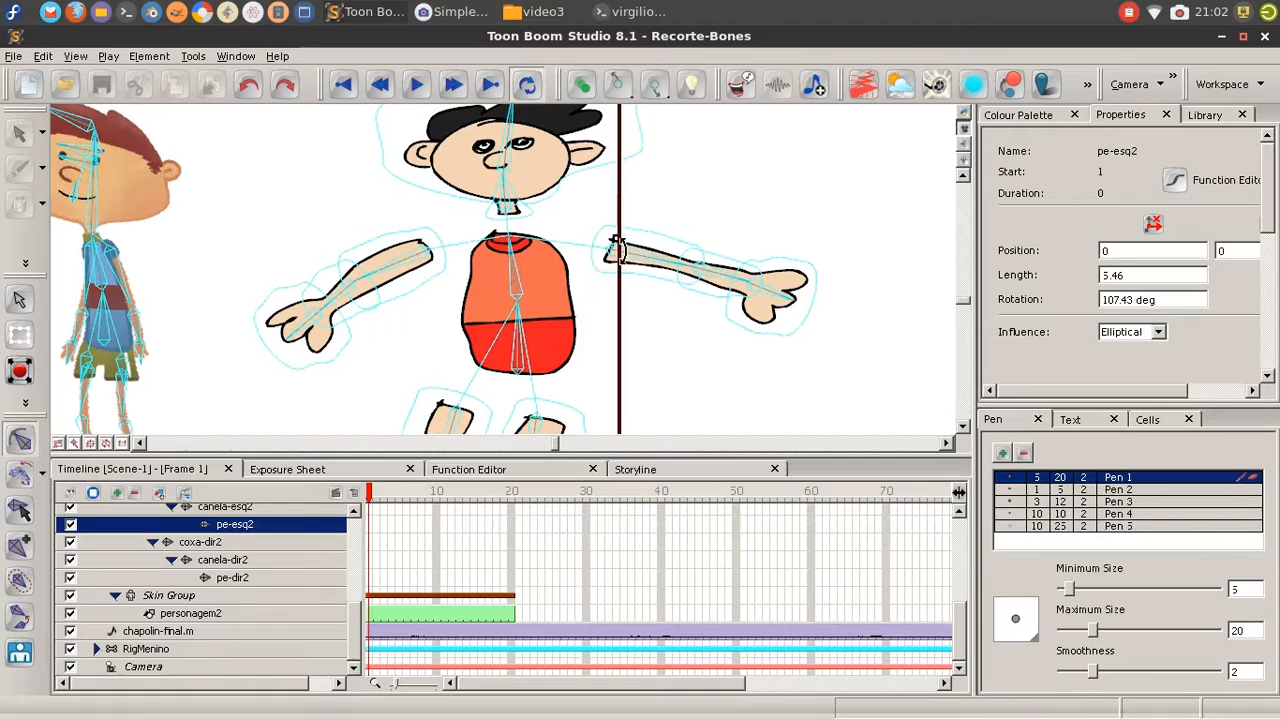 Toon Bo...
Simple...
video3
virgilio...
21:02
Toon Boom Studio 8.1 - Recorte-Bones
File Edit View Play Element Tools Window Help
Camera
Workspace
Colour Palette Properties Library
Name: pe-esq2
Start: 1
Duration: 0
Function Edito
Position: 0 0
Length: 5.46
Rotation: 107.43 deg
Influence: Elliptical
Pen Text Cells
5 20 2 Pen 1
1 5 2 Pen 2
3 12 2 Pen 3
10 10 2 Pen 4
10 25 2 Pen 5
Minimum Size
5
Maximum Size
20
Smoothness
2
Timeline [Scene-1] - [Frame 1] Exposure Sheet Function Editor Storyline
10 20 30 40 50 60 70
canela-esq2
pe-esq2
coxa-dir2
canela-dir2
pe-dir2
Skin Group
personagem2
chapolin-final.m
RigMenino
Camera